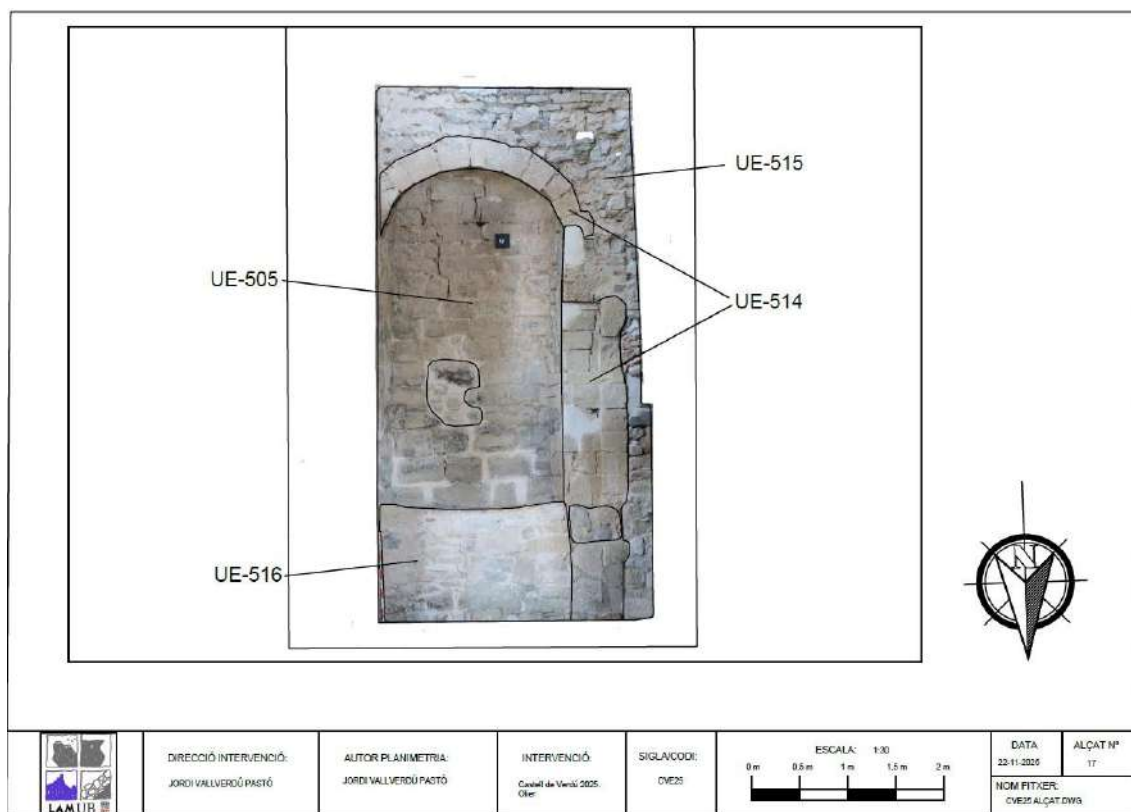 UE-515
UE-505
UE-514
UE-516
N
LAMUB
DIRECCIÓ INTERVENCIÓ:
JORDI VALLVERDÚ PASTÓ
AUTOR PLANIMETRIA:
JORDI VALLVERDÚ PASTÓ
INTERVENCIÓ:
Castell de Verdú 2025.
SIGLA/CODI:
CVE25
ESCALA: 1:30
0 m 0,5 m 1 m 1,5 m 2 m
DATA
22-11-2025
ALÇAT Nº
17
NOM FITXER:
CVE25 ALÇAT.DWG